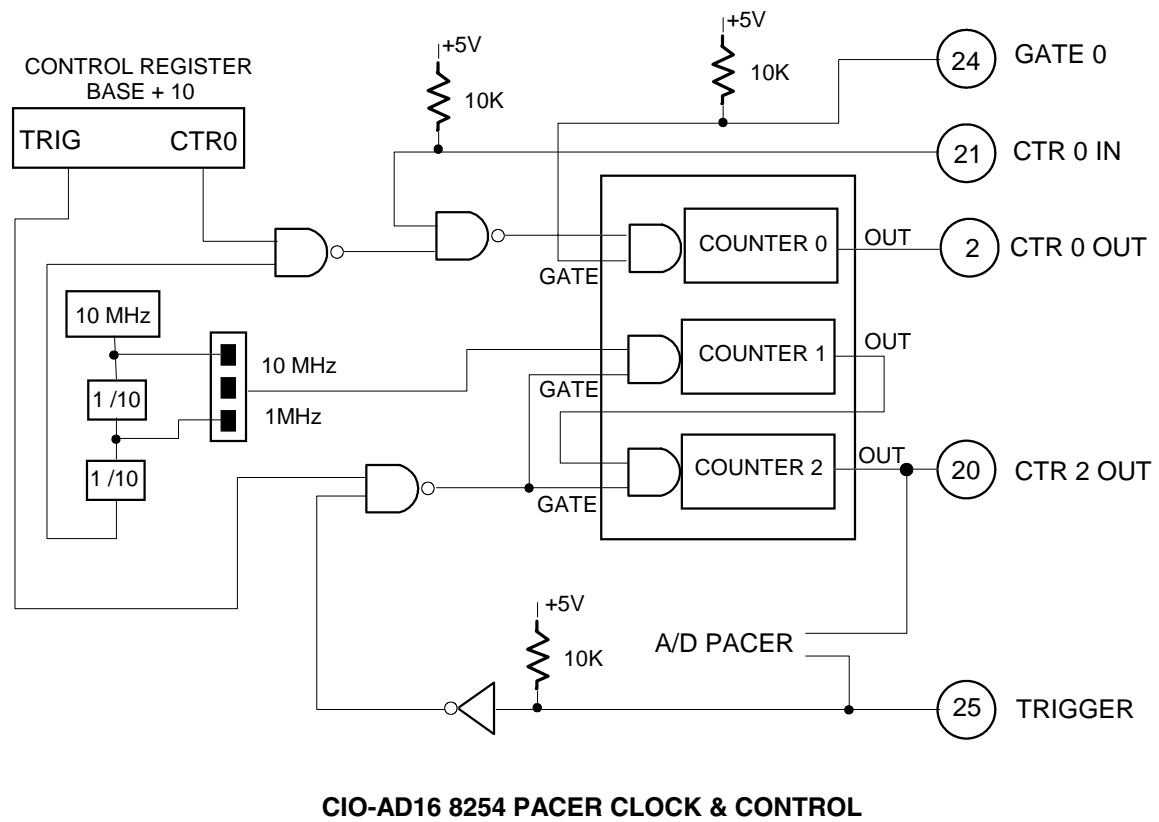 +5V
+5V
24
GATE 0
CONTROL REGISTER
BASE + 10
10K
10K
TRIG
CTR0
21
CTR 0 IN
COUNTER 0
OUT
2
CTR 0 OUT
GATE
10 MHz
10 MHz
1MHz
1 /10
1 /10
COUNTER 1
OUT
GATE
COUNTER 2
OUT
20
CTR 2 OUT
GATE
+5V
10K
A/D PACER
25
TRIGGER
CIO-AD16 8254 PACER CLOCK & CONTROL